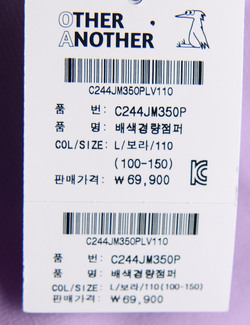 OTHER
ANOTHER
C244JM350PLV110
품 번: C244JM350P
품 명: 배색경량점퍼
COL/SIZE: L/보라/110
(100-150)
판매가격: ₩69,900
C244JM350PLV110
품 번: C244JM350P
품 명: 배색경량점퍼
COL/SIZE: L/보라/110(100-150)
판매가격: ₩69,900